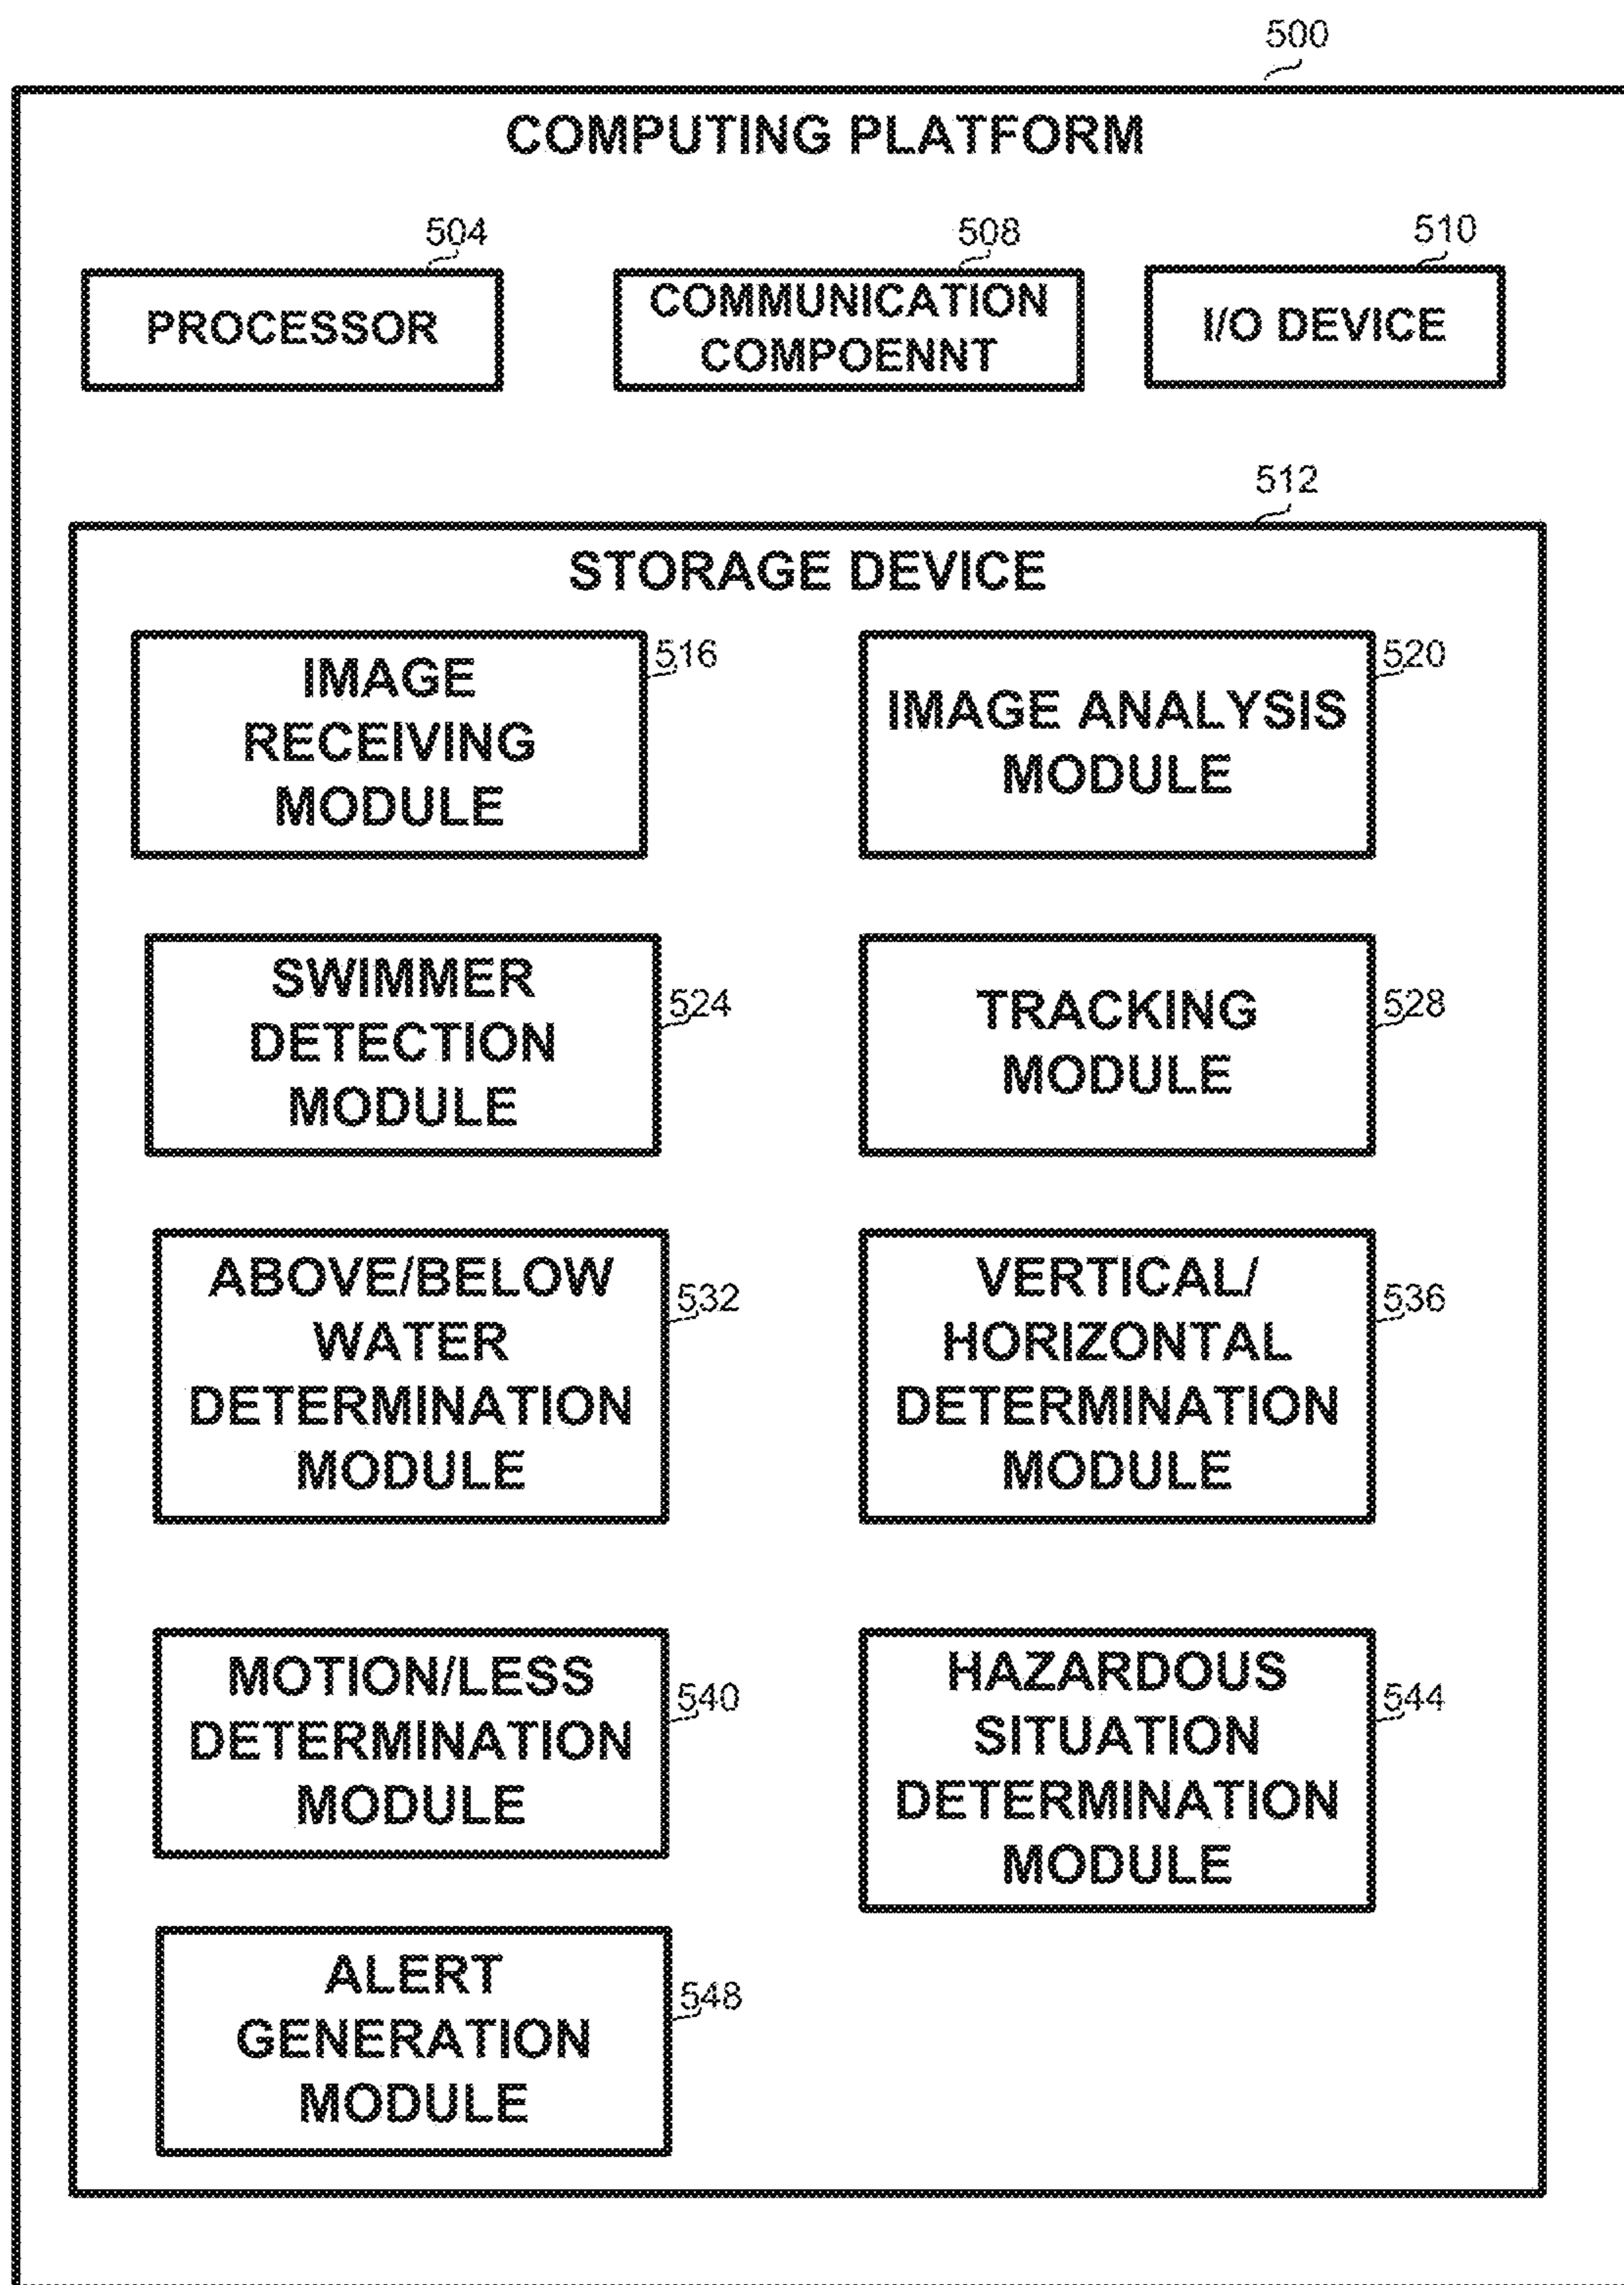 500
COMPUTING PLATFORM
504
508
510
PROCESSOR
COMMUNICATION
COMPOENNT
I/O DEVICE
512
STORAGE DEVICE
IMAGE
RECEIVING
MODULE
516
IMAGE ANALYSIS
MODULE
520
SWIMMER
DETECTION
MODULE
524
TRACKING
MODULE
528
ABOVE/BELOW
WATER
DETERMINATION
MODULE
532
VERTICAL/
HORIZONTAL
DETERMINATION
MODULE
536
MOTION/LESS
DETERMINATION
MODULE
540
HAZARDOUS
SITUATION
DETERMINATION
MODULE
544
ALERT
GENERATION
MODULE
548